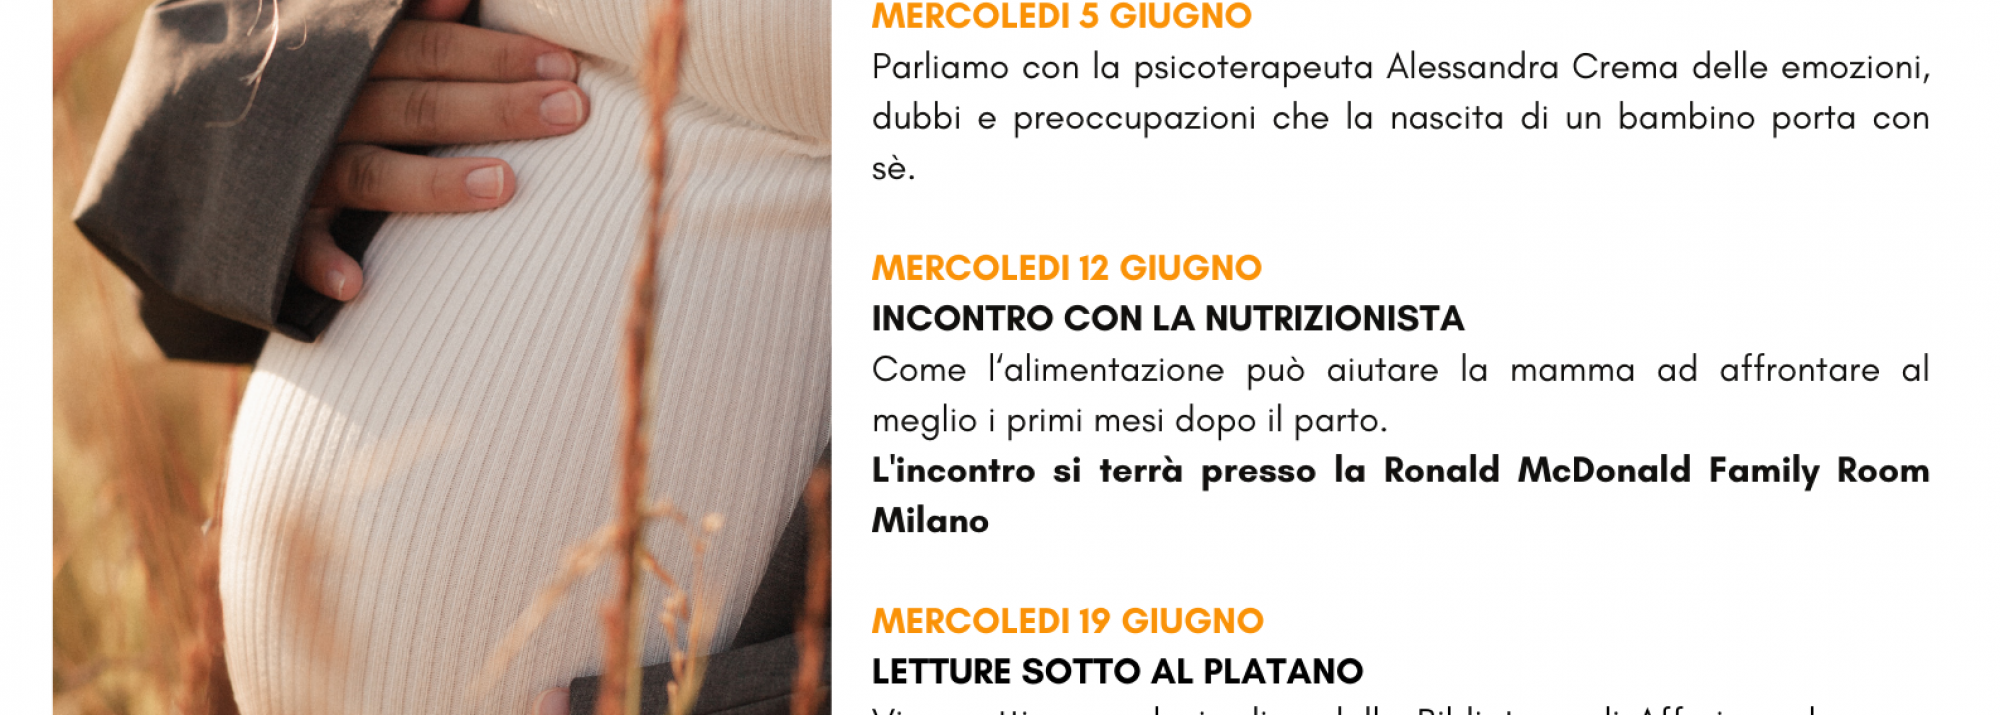 MERCOLEDI 5 GIUGNO
Parliamo con la psicoterapeuta Alessandra Crema delle emozioni,
dubbi e preoccupazioni che la nascita di un bambino porta con
sè.
MERCOLEDI 12 GIUGNO
INCONTRO CON LA NUTRIZIONISTA
Come l‘alimentazione può aiutare la mamma ad affrontare al
meglio i primi mesi dopo il parto.
L'incontro si terrà presso la Ronald McDonald Family Room
Milano
MERCOLEDI 19 GIUGNO
LETTURE SOTTO AL PLATANO